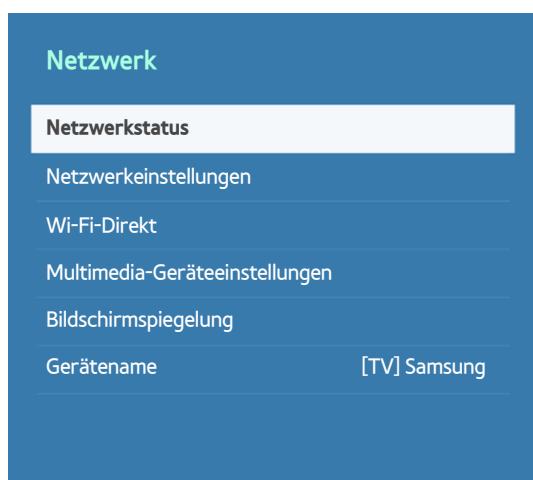 Netzwerk
Netzwerkstatus
Netzwerkeinstellungen
Wi-Fi-Direkt
Multimedia-Geräteeinstellungen
Bildschirmspiegelung
Gerätename [TV] Samsung